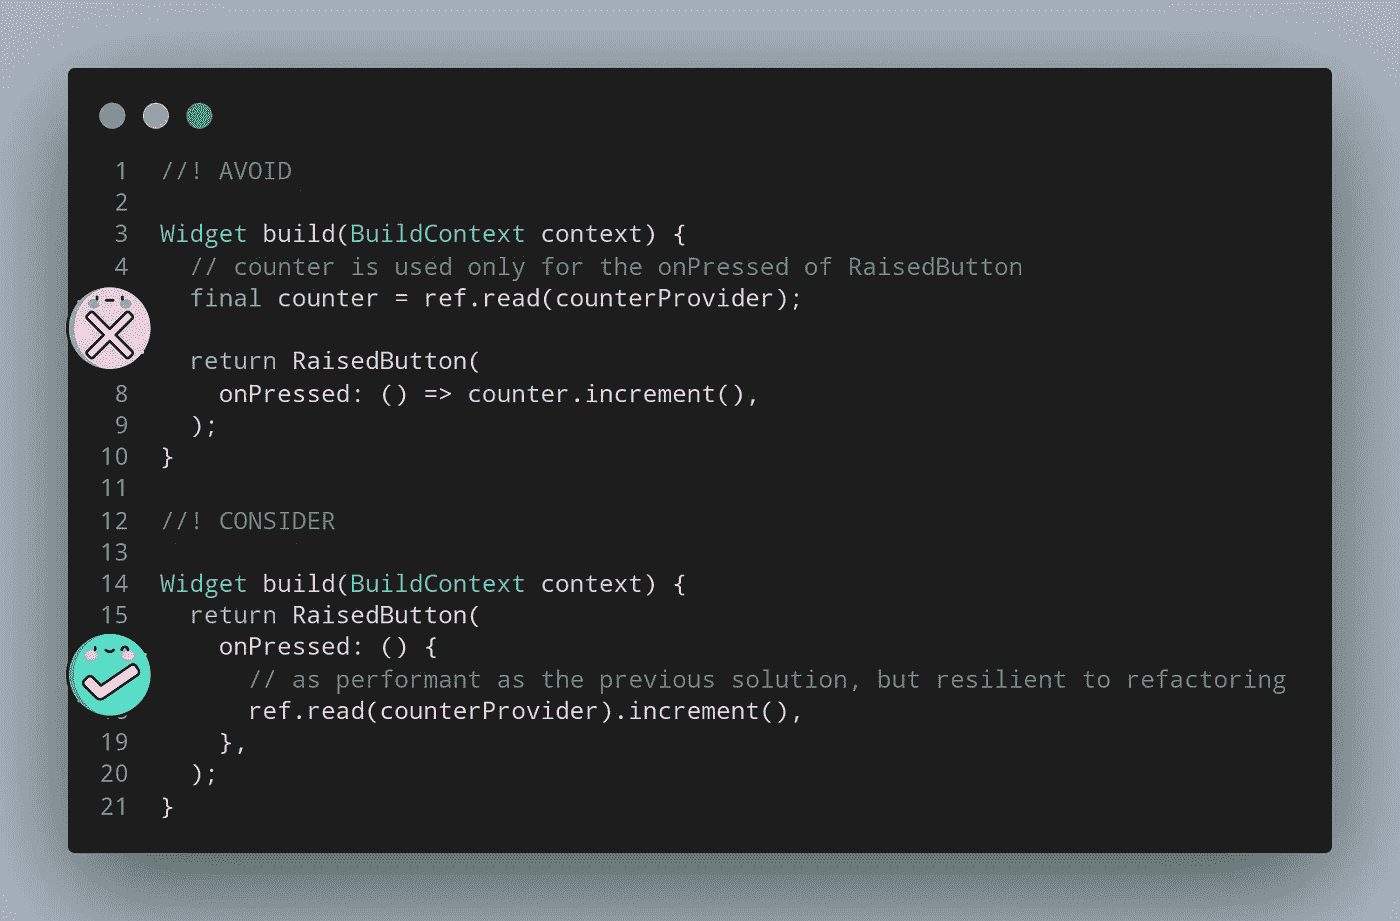 1 //! AVOID
2
3 Widget build(BuildContext context) {
4 // counter is used only for the onPressed of RaisedButton
final counter = ref.read(counterProvider);
return RaisedButton(
8 onPressed: () => counter.increment(),
9 );
10 }
11
12 //! CONSIDER
13
14 Widget build(BuildContext context) {
15 return RaisedButton(
onPressed: () {
// as performant as the previous solution, but resilient to refactoring
ref.read(counterProvider).increment(),
19 },
20 );
21 }